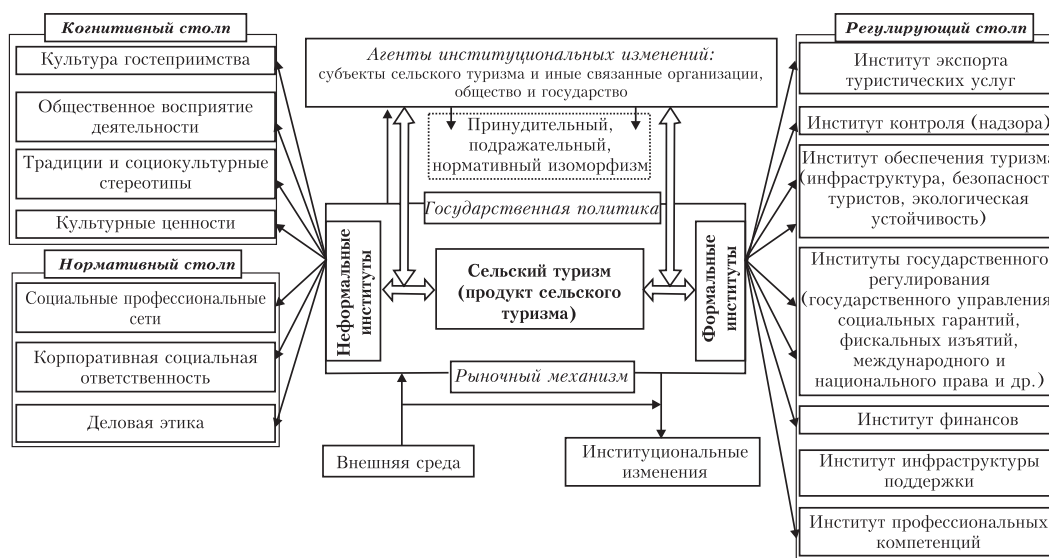 Когнитивный столп
Культура гостеприимства
Общественное восприятие
деятельности
Традиции и социокультурные
стереотипы
Культурные ценности
Нормативный столп
Социальные профессиональные
сети
Корпоративная социальная
ответственность
Деловая этика
Агенты институциональных изменений:
субъекты сельского туризма и иные связанные организации,
общество и государство
Принудительный,
подражательный,
нормативный изоморфизм
Государственная политика
Неформальные
институты
Сельский туризм
(продукт сельского
туризма)
Формальные
институты
Рыночный механизм
Внешняя среда
Институциональные
изменения
Регулирующий столп
Институт экспорта
туристических услуг
Институт контроля (надзора)
Институт обеспечения туризма
(инфраструктура, безопасност
туристов, экологическая
устойчивость)
Институты государственного
регулирования
(государственного управления
социальных гарантий,
фискальных изъятий,
международного и
национального права и др.)
Институт финансов
Институт инфраструктуры
поддержки
Институт профессиональных
компетенций